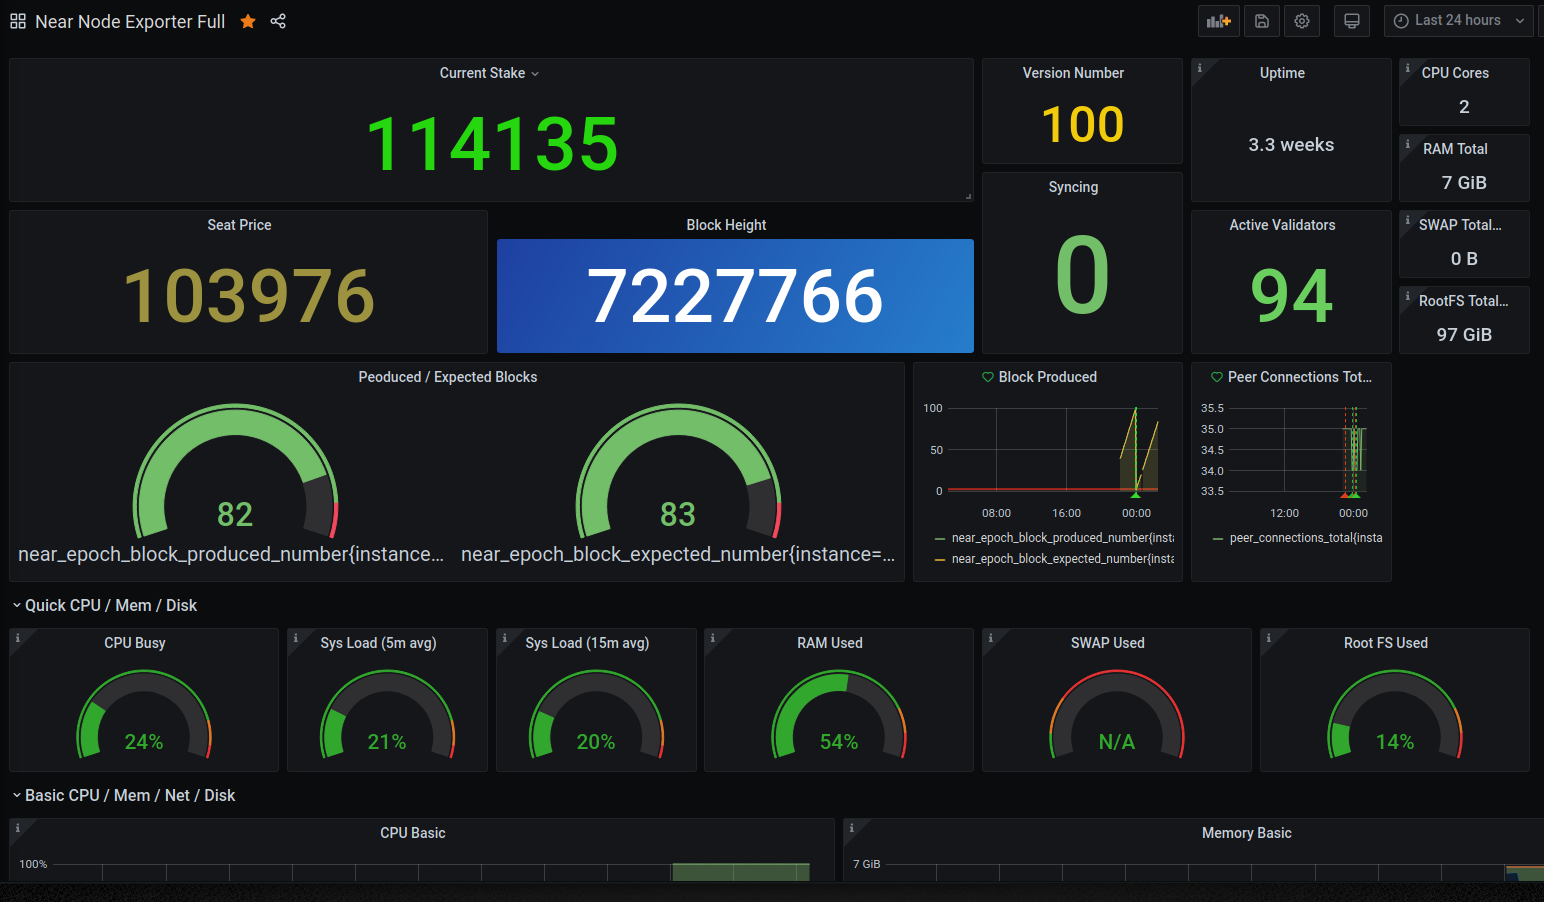 Near Node Exporter Full
Last 24 hours
Current Stake
114135
Version Number
100
Uptime
3.3 weeks
CPU Cores
2
RAM Total
7 GiB
Syncing
0
Seat Price
103976
Block Height
7227766
Active Validators
94
SWAP Total...
0 B
RootFS Total...
97 GiB
Peoduced / Expected Blocks
82
near_epoch_block_produced_number{instance...
83
near_epoch_block_expected_number{instance=...
Block Produced
100
50
0
08:00 16:00 00:00
near_epoch_block_produced_number{insta
near_epoch_block_expected_number{insta
Peer Connections Tot...
35.5
35.0
34.5
34.0
33.5
12:00 00:00
peer_connections_total{insta
Quick CPU / Mem / Disk
CPU Busy
24%
Sys Load (5m avg)
21%
Sys Load (15m avg)
20%
RAM Used
54%
SWAP Used
N/A
Root FS Used
14%
Basic CPU / Mem / Net / Disk
CPU Basic
100%
Memory Basic
7 GiB